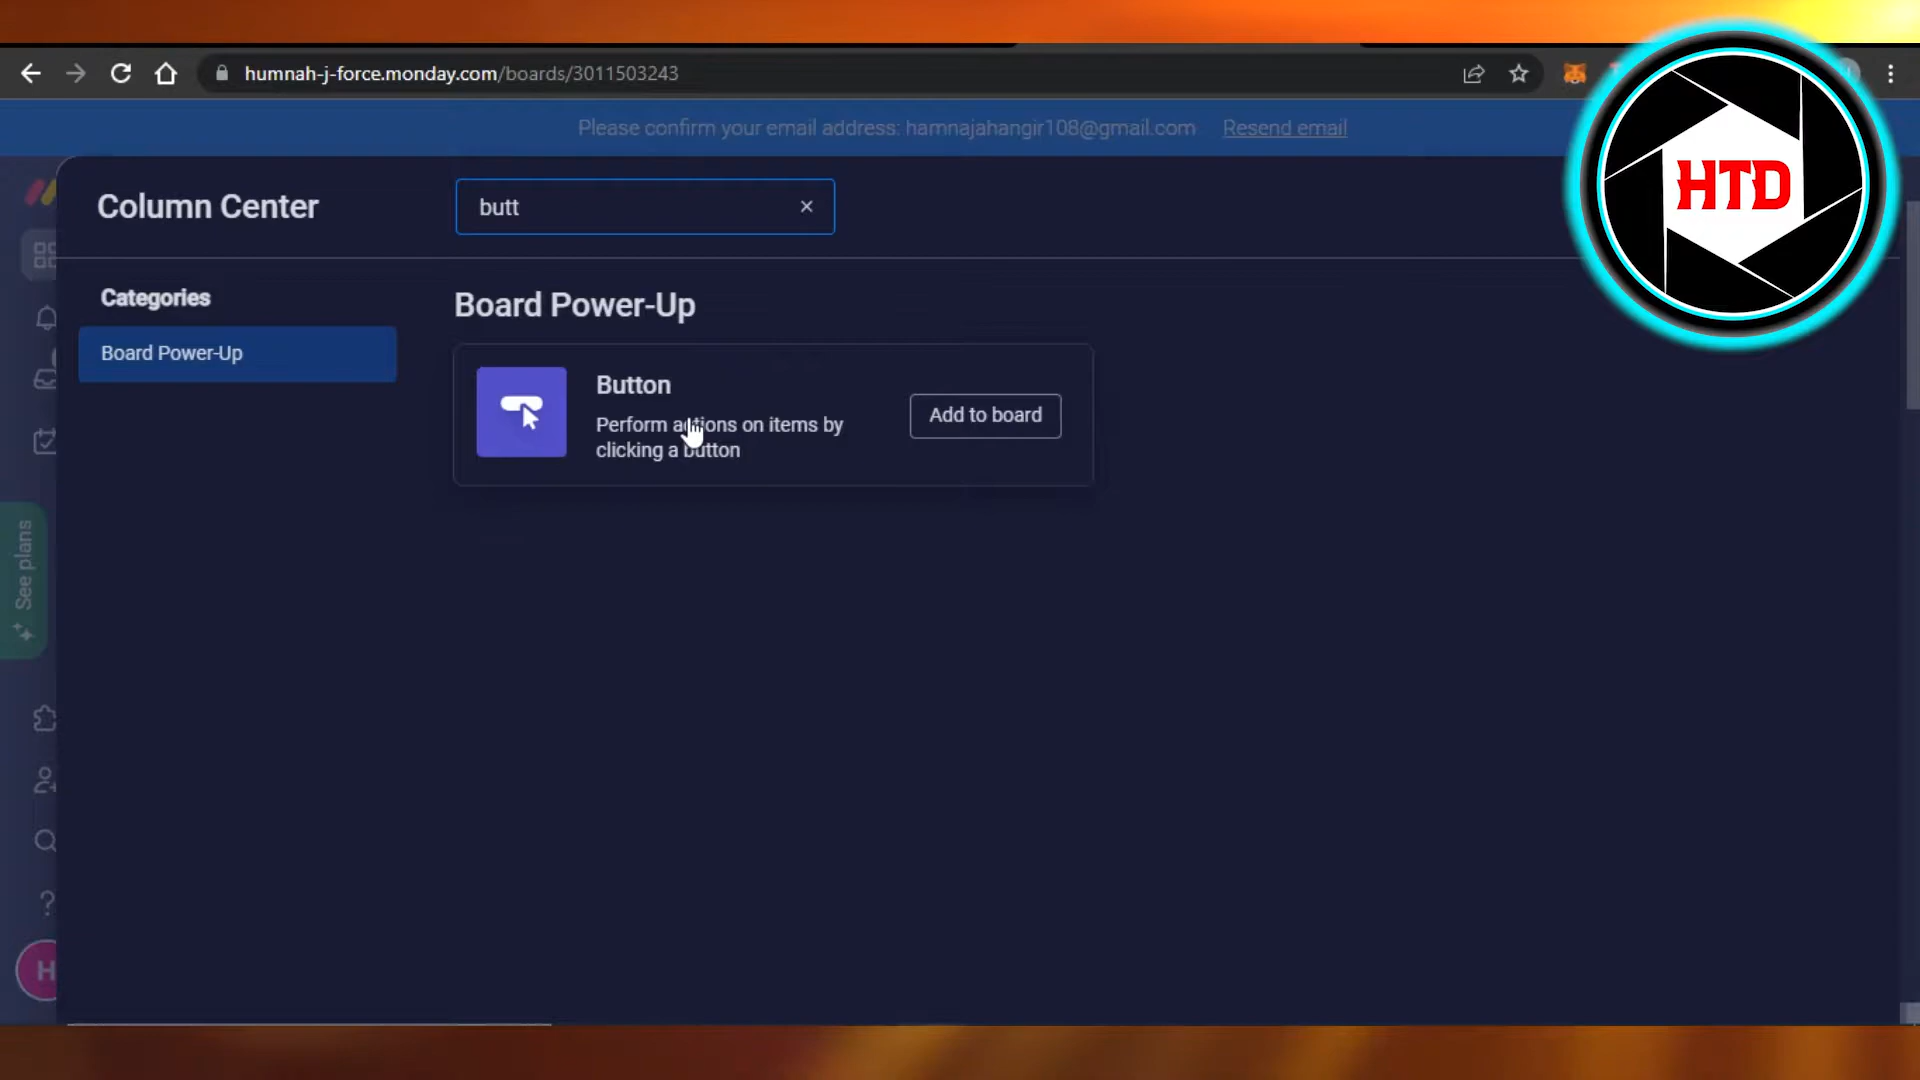 humnah-j-force.monday.com/boards/3011503243
HTD
Please confirm your email address: hamnajahangir108@gmail.com Resend email
Column Center
butt
Categories
Board Power-Up
Board Power-Up
Button
Perform actions on items by
clicking a button
Add to board
See plans
?
H